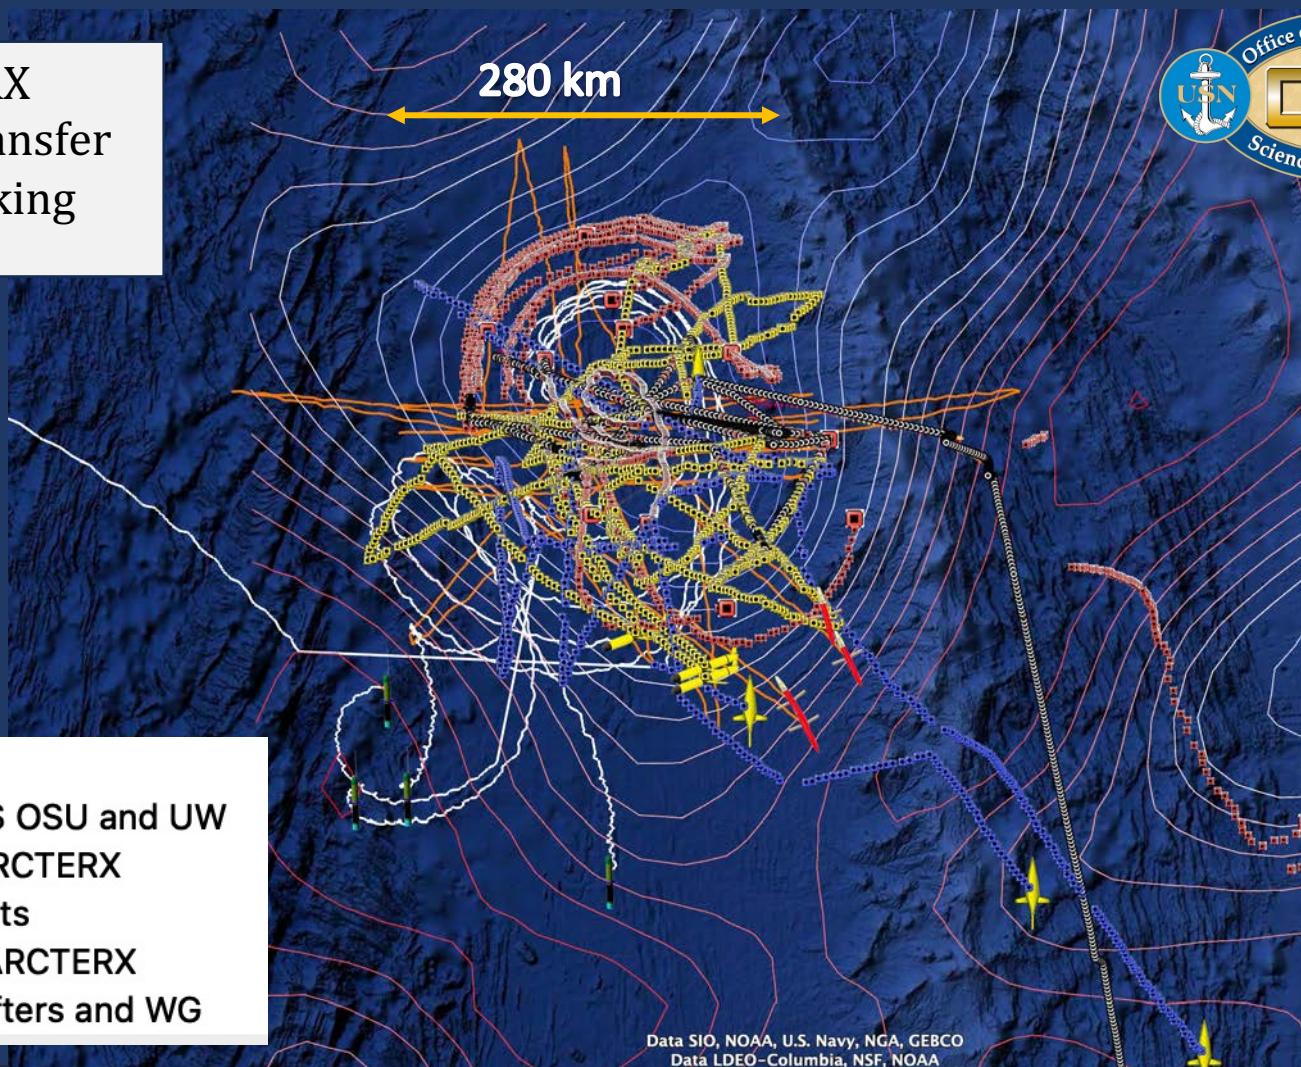 X
nsfer
king
280 km
Office
USN
Scien
S OSU and UW
RCTERX
ts
ARCTERX
fters and WG
Data SIO, NOAA, U.S. Navy, NGA, GEBCO
Data LDEO-Columbia, NSF, NOAA